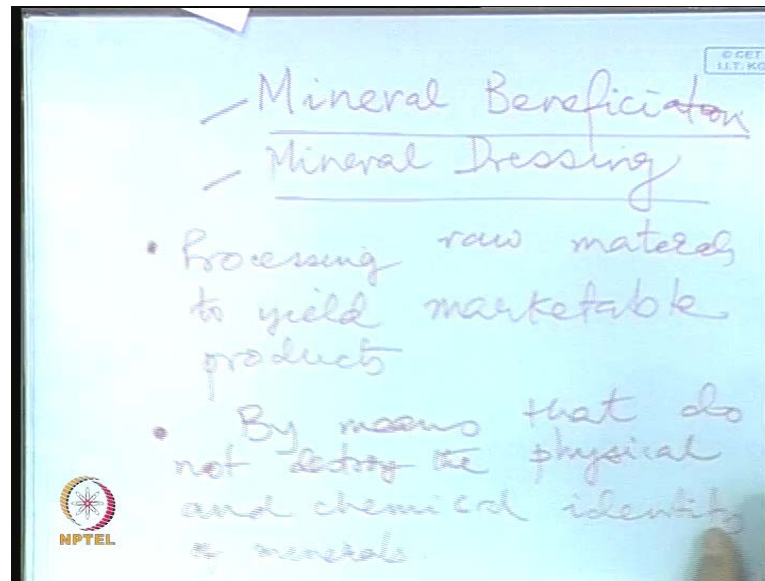 © CET
I.I.T. KG
Mineral Beneficiation
Mineral Dressing
• Processing raw materials
to yield marketable
products
• By means that do
not destroy the physical
and chemical identity
of minerals.
NPTEL